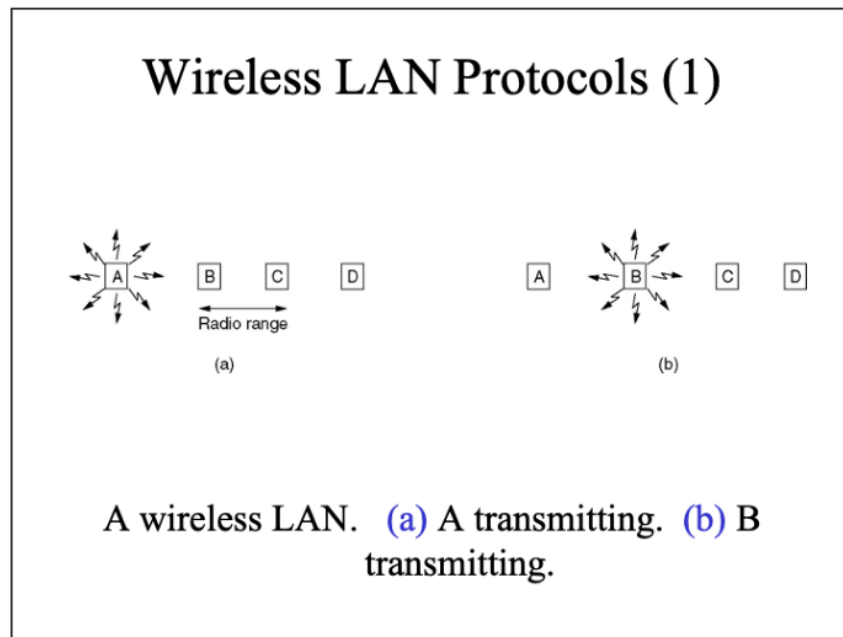 Wireless LAN Protocols (1)
A B C D
Radio range
(a)
A B C D
(b)
A wireless LAN. (a) A transmitting. (b) B
transmitting.